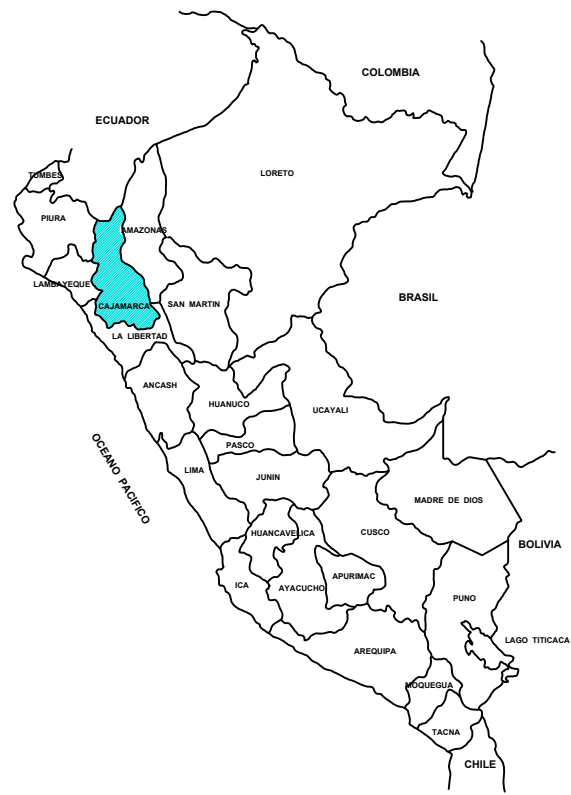 COLOMBIA
ECUADOR
LORETO
TUMBES
PIURA
AMAZONAS
LAMBAYEQUE
BRASIL
CAJAMARCA
SAN MARTIN
LA LIBERTAD
ANCASH
HUANUCO
UCAYALI
OCEANO PACIFICO
PASCO
LIMA
JUNIN
MADRE DE DIOS
HUANCAVELICA
CUSCO
BOLIVIA
ICA
AYACUCHO
APURIMAC
PUNO
LAGO TITICACA
AREQUIPA
MOQUEGUA
TACNA
CHILE